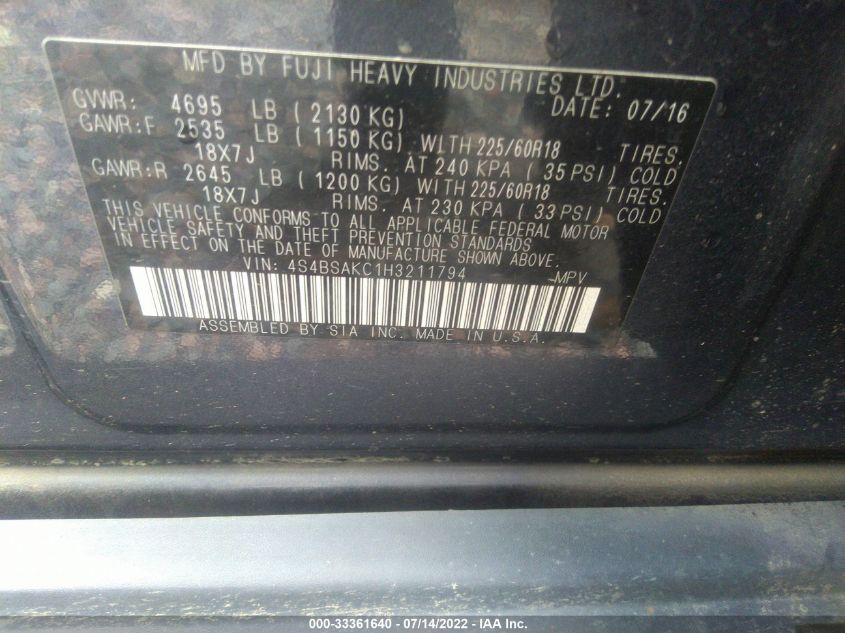 MFD BY FUJI HEAVY INDUSTRIES LTD.
GVWR: 4695 LB ( 2130 KG) DATE: 07/16
GAWR:F 2535 LB ( 1150 KG) WITH 225/60R18 TIRES.
18X7J RIMS. AT 240 KPA ( 35 PSI) COLD
GAWR:R 2645 LB ( 1200 KG) WITH 225/60R18 TIRES.
18X7J RIMS. AT 230 KPA ( 33 PSI) COLD
THIS VEHICLE CONFORMS TO ALL APPLICABLE FEDERAL MOTOR
VEHICLE SAFETY AND THEFT PREVENTION STANDARDS
IN EFFECT ON THE DATE OF MANUFACTURE SHOWN ABOVE.
VIN: 4S4BSAKC1H3211794 MPV
ASSEMBLED BY SIA INC. MADE IN U.S.A.
000-33361640 - 07/14/2022 - IAA Inc.